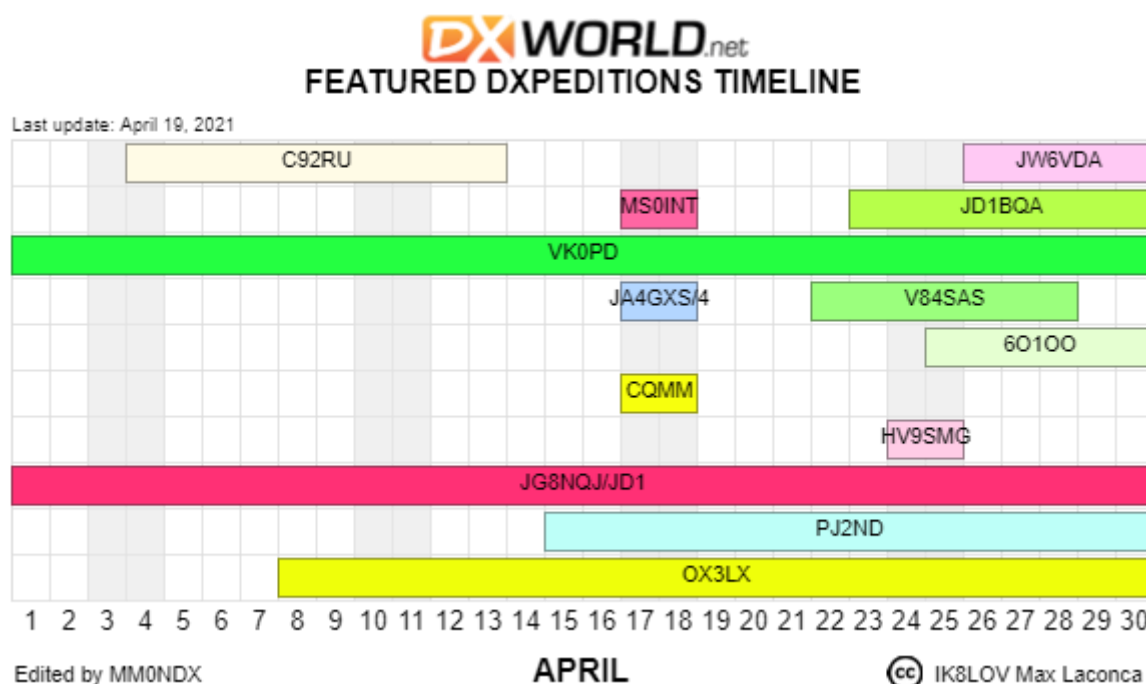 DX WORLD.net
FEATURED DXPEDITIONS TIMELINE
Last update: April 19, 2021
C92RU JW6VDA
MS0INT JD1BQA
VK0PD
JA4GXS/4 V84SAS
6O1OO
CQMM
HV9SMG
JG8NQJ/JD1
PJ2ND
OX3LX
1 2 3 4 5 6 7 8 9 10 11 12 13 14 15 16 17 18 19 20 21 22 23 24 25 26 27 28 29 30
Edited by MM0NDX APRIL cc IK8LOV Max Laconca